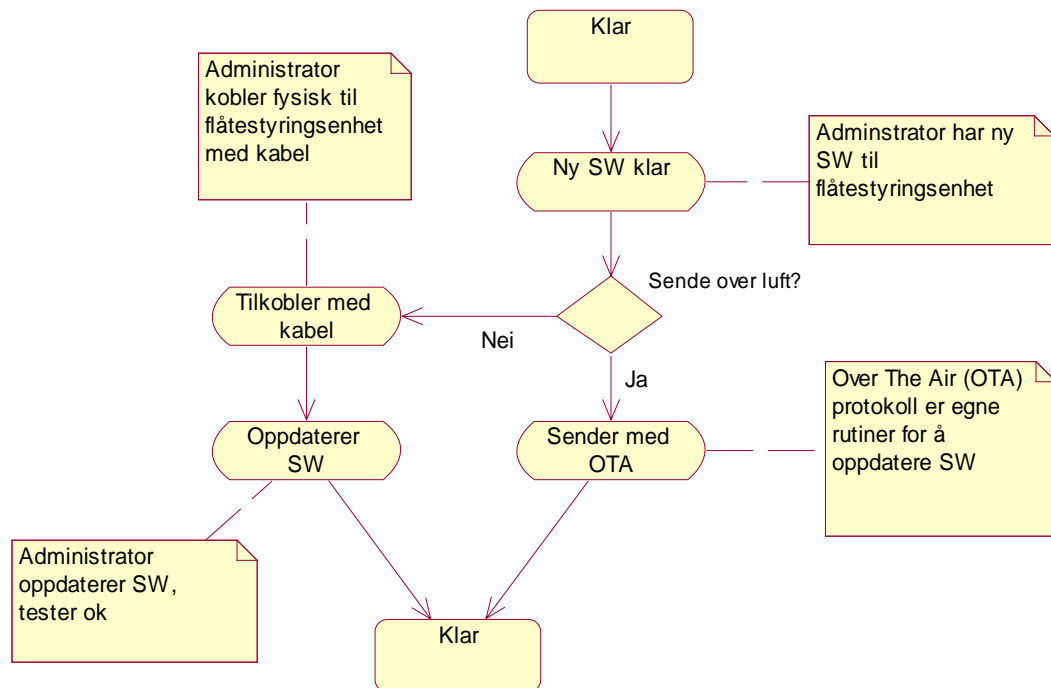 Klar
Administrator
kobler fysisk til
flåtestyringsenhet
med kabel
Ny SW klar
Adminstrator har ny
SW til
flåtestyringsenhet
Sende over luft?
Tilkobler med
kabel
Nei
Ja
Over The Air (OTA)
protokoll er egne
rutiner for å
oppdatere SW
Oppdaterer
SW
Sender med
OTA
Administrator
oppdaterer SW,
tester ok
Klar